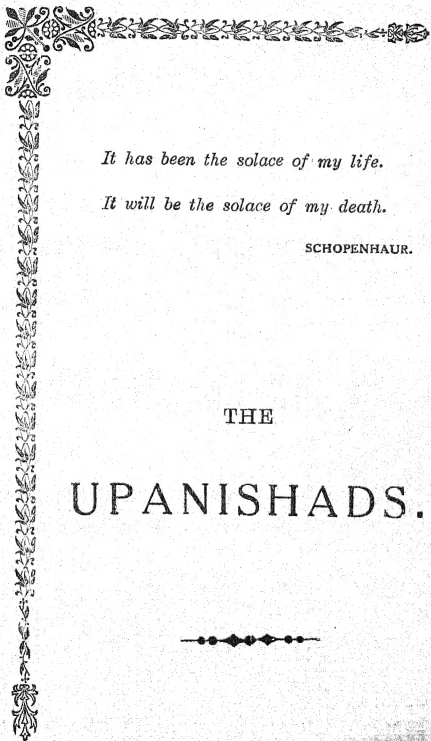 It has been the solace of my life.
It will be the solace of my death.
SCHOPENHAUR.
THE
UPANISHADS.